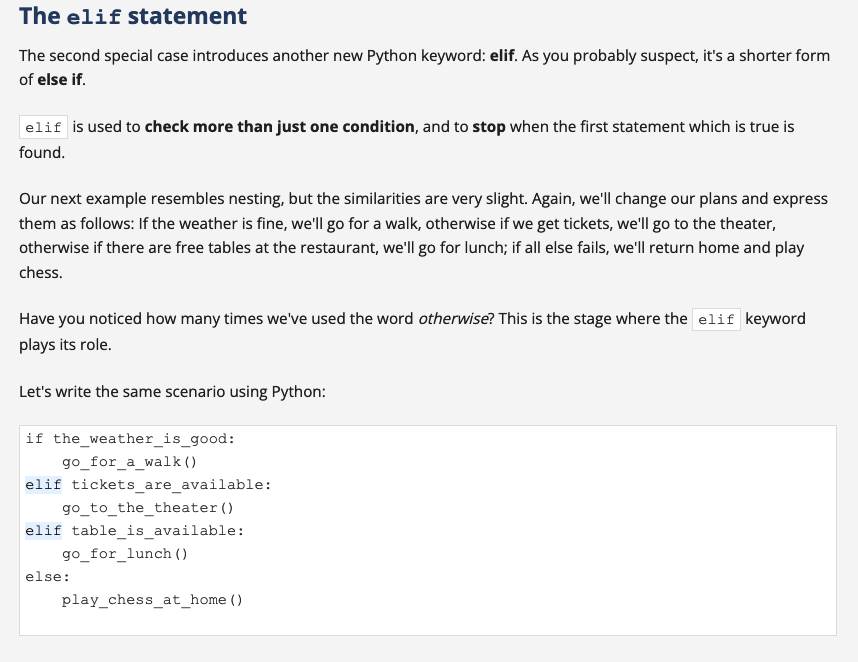 The elif statement
The second special case introduces another new Python keyword: elif. As you probably suspect, it's a shorter form
of else if.
elif is used to check more than just one condition, and to stop when the first statement which is true is
found.
Our next example resembles nesting, but the similarities are very slight. Again, we'll change our plans and express
them as follows: If the weather is fine, we'll go for a walk, otherwise if we get tickets, we'll go to the theater,
otherwise if there are free tables at the restaurant, we'll go for lunch; if all else fails, we'll return home and play
chess.
Have you noticed how many times we've used the word otherwise? This is the stage where the elif keyword
plays its role.
Let's write the same scenario using Python:
if the_weather_is_good:
    go_for_a_walk()
elif tickets_are_available:
    go_to_the_theater()
elif table_is_available:
    go_for_lunch()
else:
    play_chess_at_home()